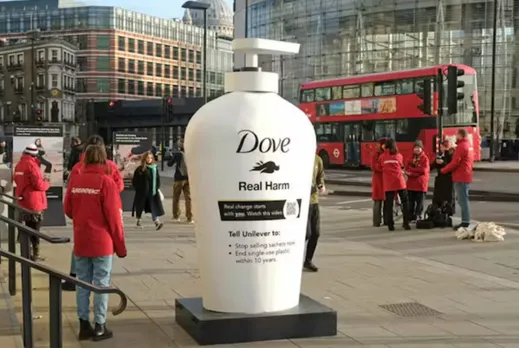 Dove
Real Harm
Real change starts
with you. Watch this video
Tell Unilever to:
• Stop selling sachets now
• End single-use plastic
within 10 years.
GREENPEACE